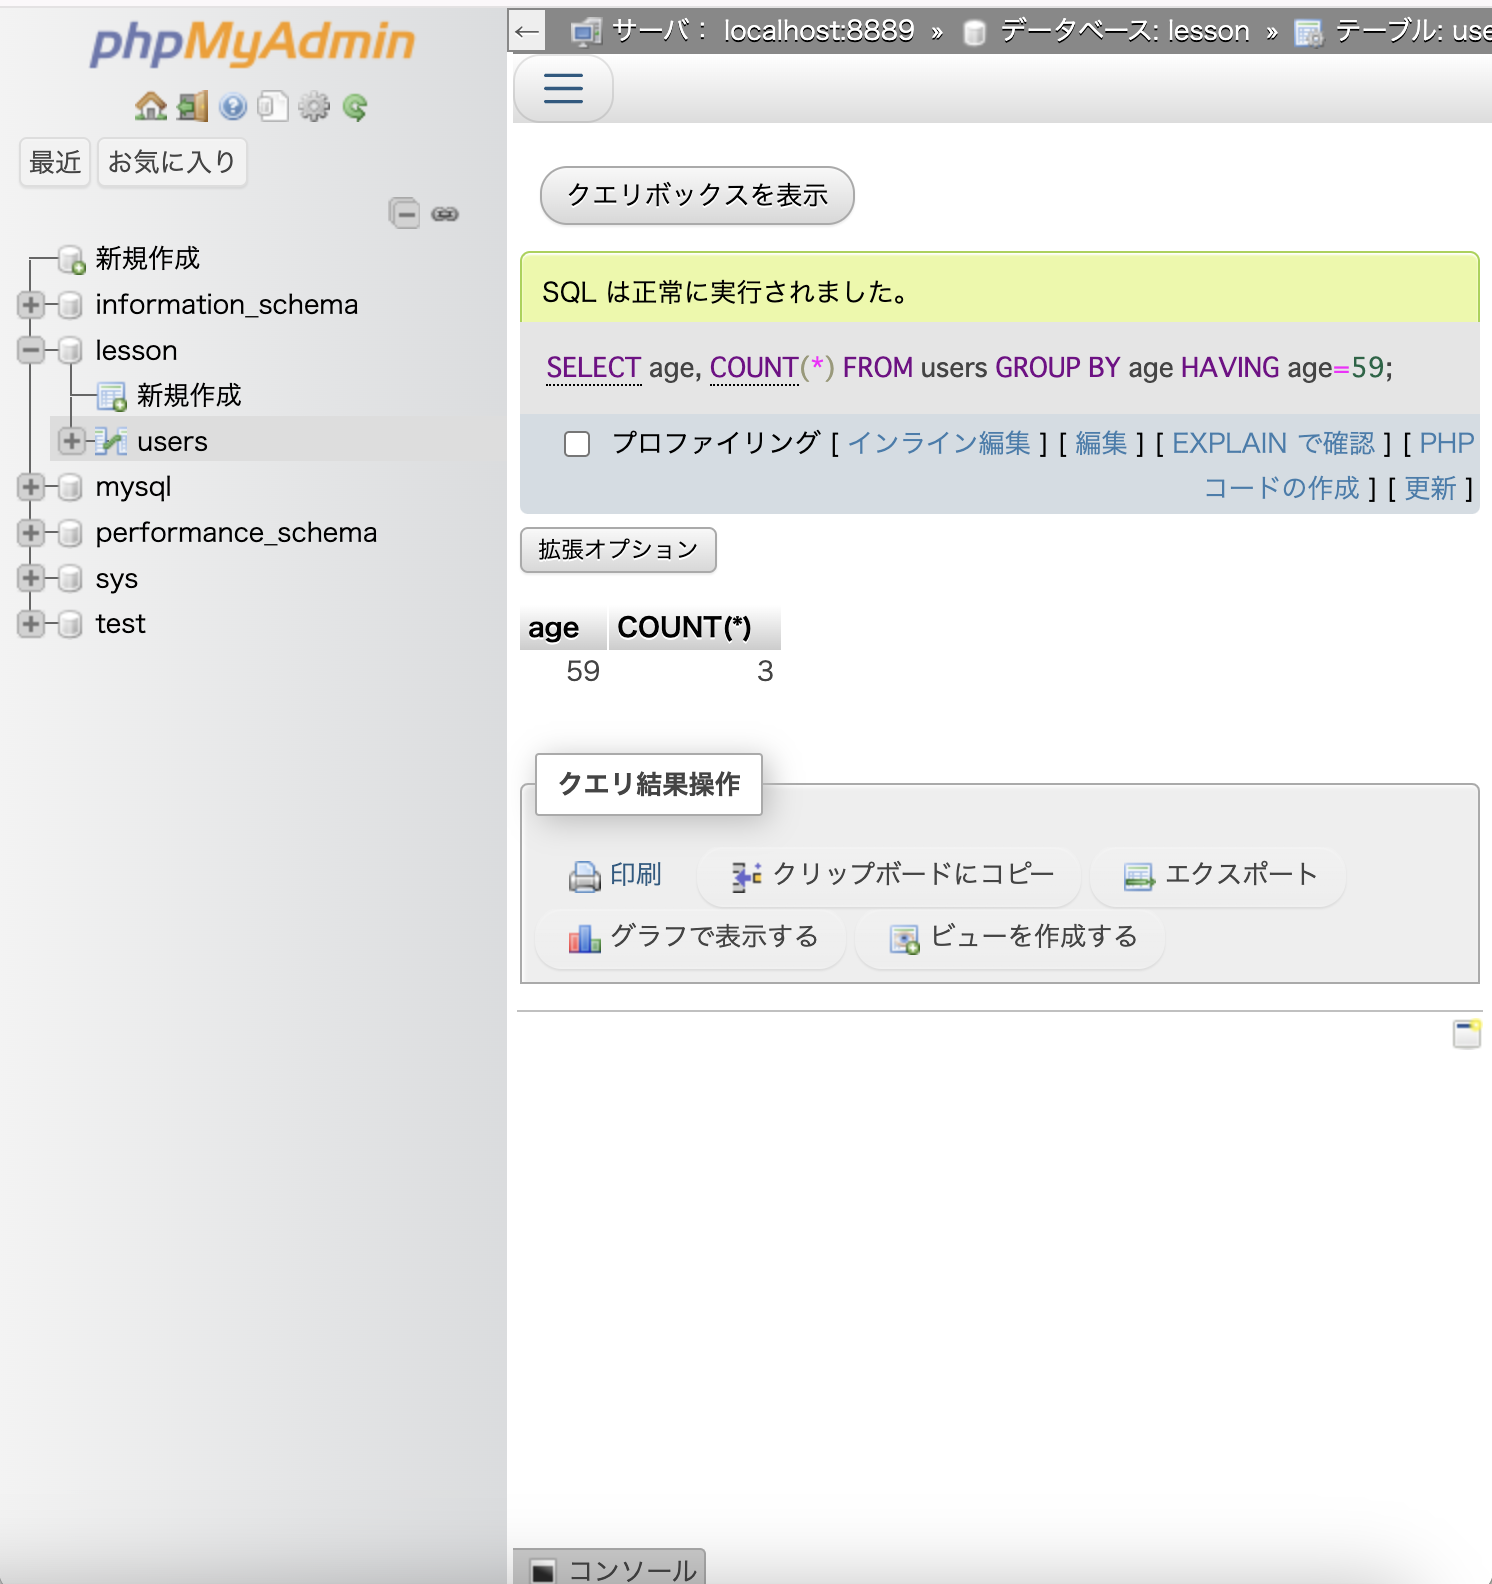 phpMyAdmin
最近 お気に入り
新規作成
information_schema
lesson
新規作成
users
mysql
performance_schema
sys
test
← サーバ： localhost:8889 » データベース: lesson » テーブル: use
クエリボックスを表示
SQL は正常に実行されました。
SELECT age, COUNT(*) FROM users GROUP BY age HAVING age=59;
プロファイリング [ インライン編集 ] [ 編集 ] [ EXPLAIN で確認 ] [ PHP
コードの作成 ] [ 更新 ]
拡張オプション
age COUNT(*)
59 3
クエリ結果操作
印刷 クリップボードにコピー エクスポート
グラフで表示する ビューを作成する
コンソール